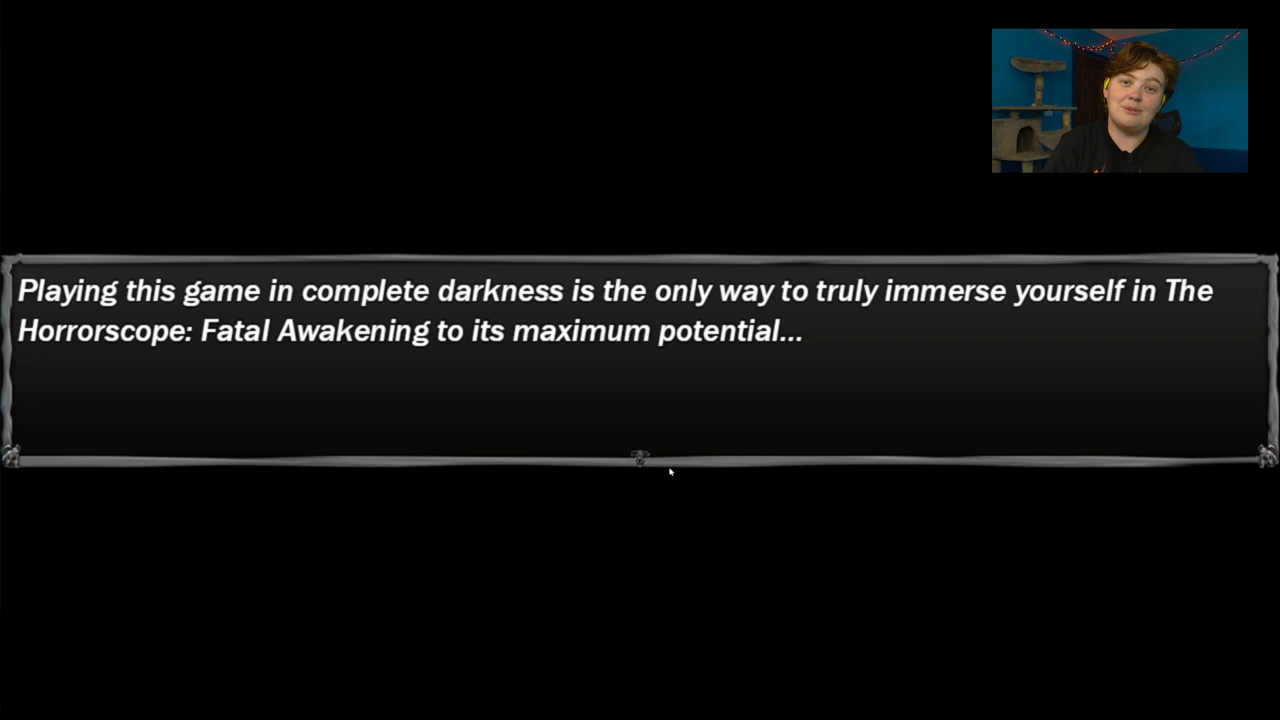 Playing this game in complete darkness is the only way to truly immerse yourself in The
Horrorscope: Fatal Awakening to its maximum potential...